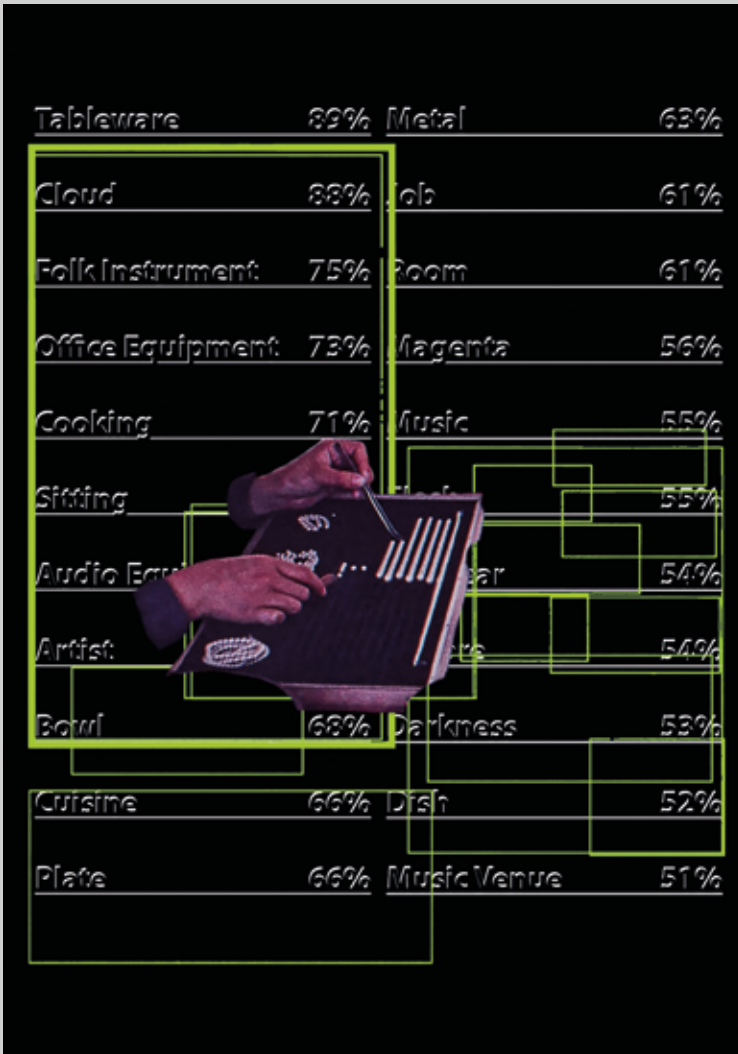 Tableware 89%
Cloud 88%
Folk Instrument 75%
Office Equipment 73%
Cooking 71%
Sitting
Audio
Artist
Bowl 68%
Cuisine 66%
Plate 66%
Metal 63%
Job 61%
Room 61%
Magenta 56%
Music 55%
55%
54%
54%
Darkness 53%
Dish 52%
Music Venue 51%